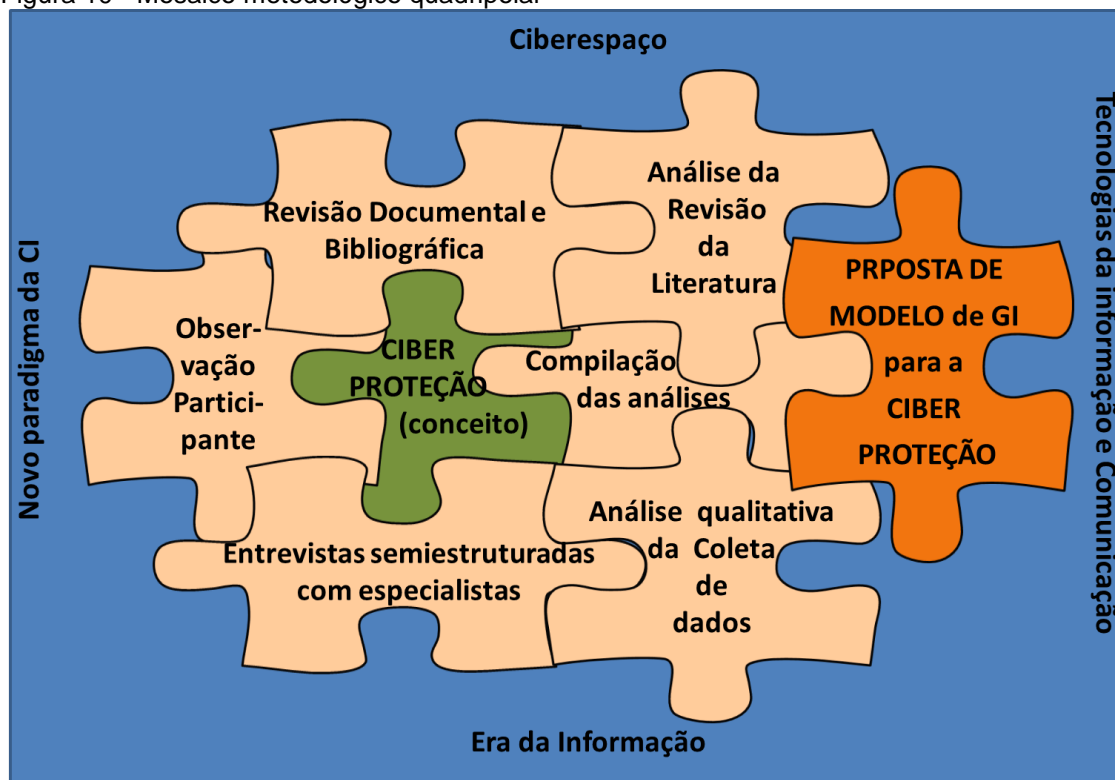 Figura - Mosaico metodológico quadripolar
Ciberespaço
Novo paradigma da CI
Revisão Documental e
Bibliográfica
Análise da
Revisão
da
Literatura
Obser-
vação
Partici-
pante
CIBER
PROTEÇÃO
(conceito)
Compilação
das análises
PRPOSTA DE
MODELO de GI
para a
CIBER
PROTEÇÃO
Entrevistas semiestruturadas
com especialistas
Análise qualitativa
da Coleta
de
dados
Tecnologias da informação e Comunicação
Era da Informação